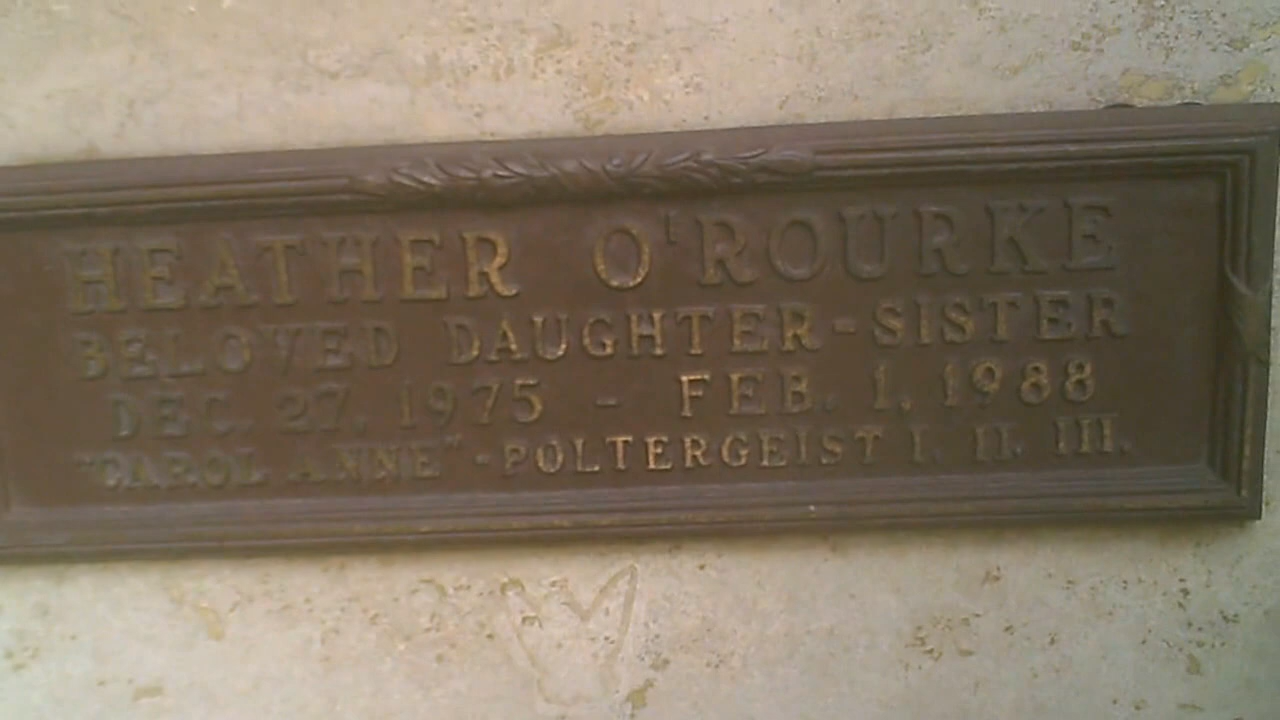 HEATHER O'ROURKE
BELOVED DAUGHTER-SISTER
DEC. 27, 1975 - FEB. 1, 1988
"CAROL ANNE"-POLTERGEIST I. II. III.